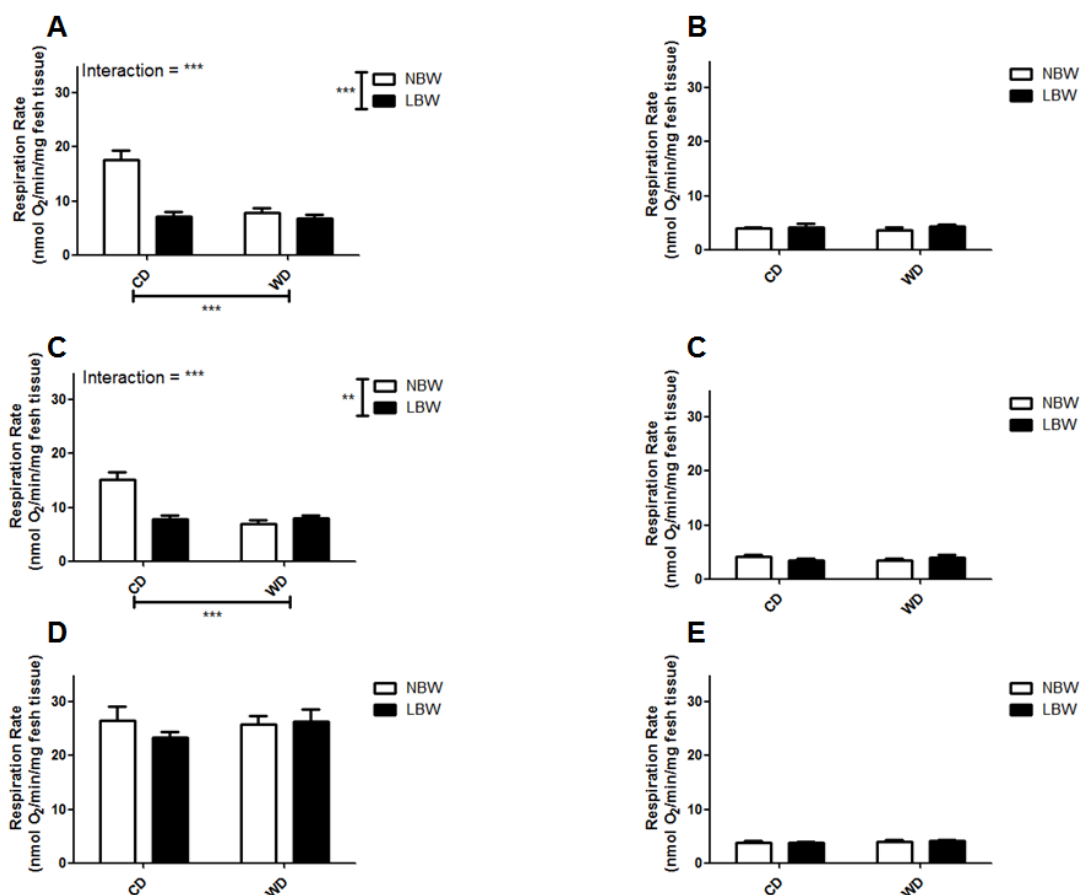 A
Respiration Rate
(nmol O2/min/mg fesh tissue)
Interaction = ***
***
NBW
LBW
30
20
10
0
CD
WD
***
B
Respiration Rate
(nmol O2/min/mg fesh tissue)
NBW
LBW
30
20
10
0
CD
WD
C
Respiration Rate
(nmol O2/min/mg fesh tissue)
Interaction = ***
**
NBW
LBW
30
20
10
0
CD
WD
***
C
Respiration Rate
(nmol O2/min/mg fesh tissue)
NBW
LBW
30
20
10
0
CD
WD
D
Respiration Rate
(nmol O2/min/mg fesh tissue)
NBW
LBW
30
20
10
0
CD
WD
E
Respiration Rate
(nmol O2/min/mg fesh tissue)
NBW
LBW
30
20
10
0
CD
WD